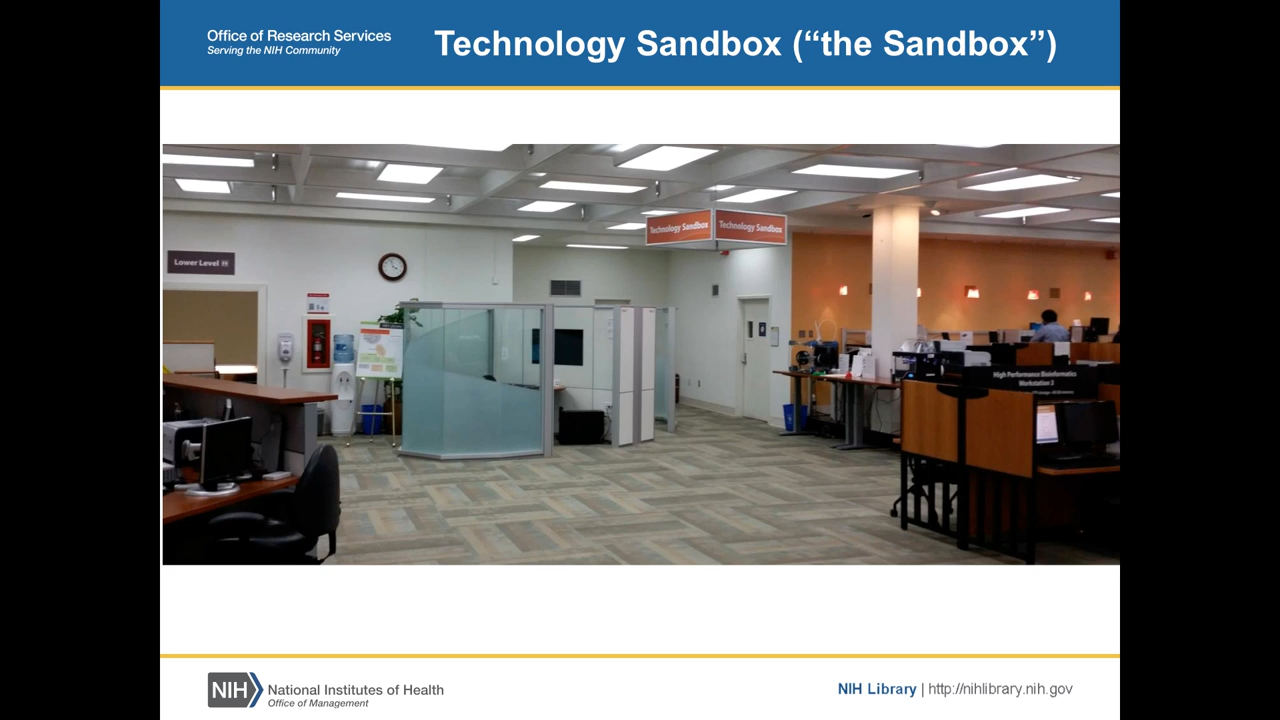 Office of Research Services
Serving the NIH Community
Technology Sandbox (“the Sandbox”)
Technology Sandbox
Technology Sandbox
Lower Level
High Performance Bioinformatics
Workstation 3
NIH
National Institutes of Health
Office of Management
NIH Library | http://nihlibrary.nih.gov